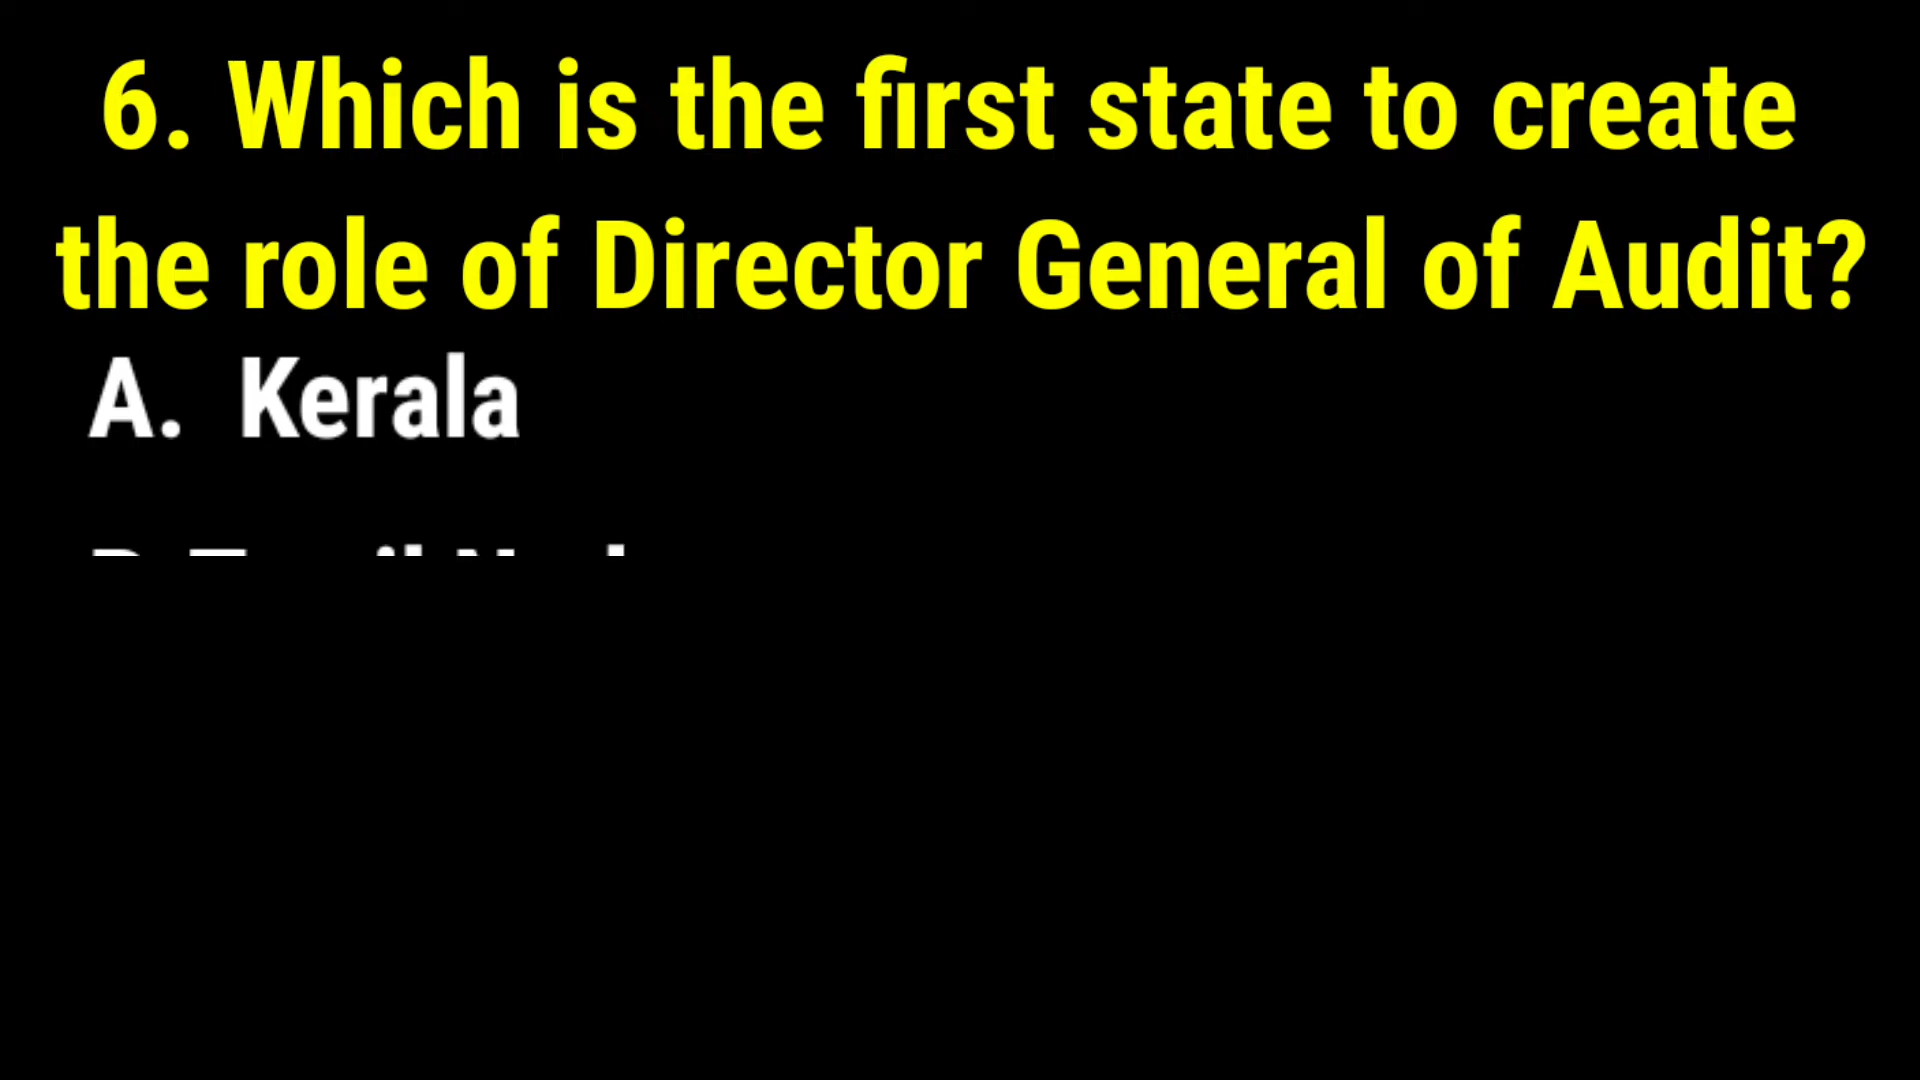 6. Which is the first state to create
the role of Director General of Audit?
A. Kerala